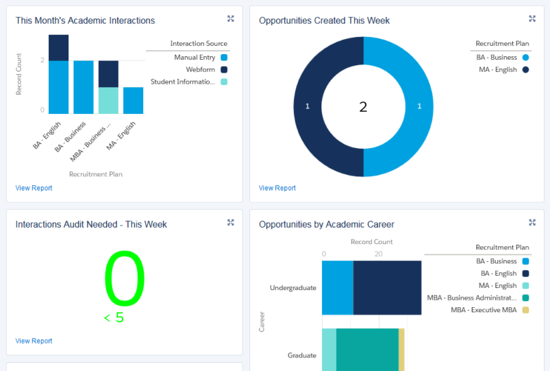 This Month's Academic Interactions
Record Count
2
0
BA - English
BA - Business
MBA - Business ...
MA - English
Recruitment Plan
Interaction Source
Manual Entry
Webform
Student Informatio...
View Report
Opportunities Created This Week
1
2
1
Recruitment Plan
BA - Business
MA - English
View Report
Interactions Audit Needed - This Week
0
< 5
View Report
Opportunities by Academic Career
Record Count
0
20
Career
Undergraduate
Graduate
Recruitment Plan
BA - Business
BA - English
MA - English
MBA - Business Administrat...
MBA - Executive MBA